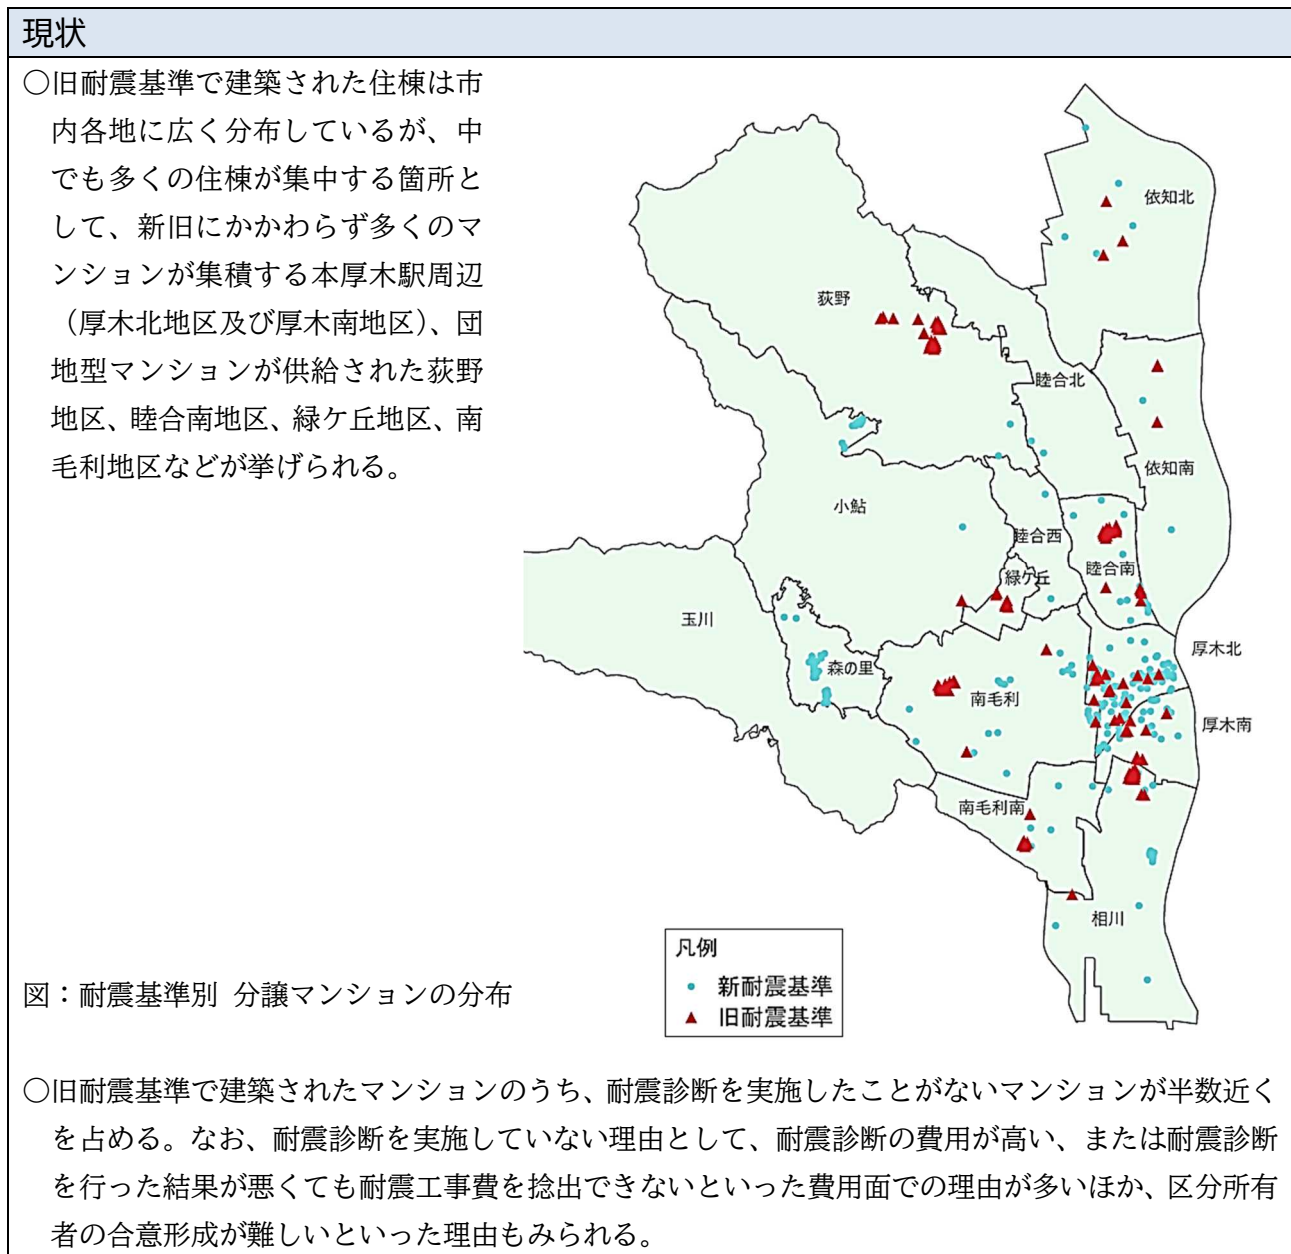 現状
○旧耐震基準で建築された住棟は市
内各地に広く分布しているが、中
でも多くの住棟が集中する箇所と
して、新旧にかかわらず多くのマ
ンションが集積する本厚木駅周辺
（厚木北地区及び厚木南地区）、団
地型マンションが供給された荻野
地区、睦合南地区、緑ケ丘地区、南
毛利地区などが挙げられる。
依知北
荻野
睦合北
依知南
小鮎
睦合西
睦合南
緑ケ丘
玉川
厚木北
森の里
南毛利
厚木南
南毛利南
相川
凡例
新耐震基準
旧耐震基準
図：耐震基準別 分譲マンションの分布
○旧耐震基準で建築されたマンションのうち、耐震診断を実施したことがないマンションが半数近く
を占める。なお、耐震診断を実施していない理由として、耐震診断の費用が高い、または耐震診断
を行った結果が悪くても耐震工事費を捻出できないといった費用面での理由が多いほか、区分所有
者の合意形成が難しいといった理由もみられる。